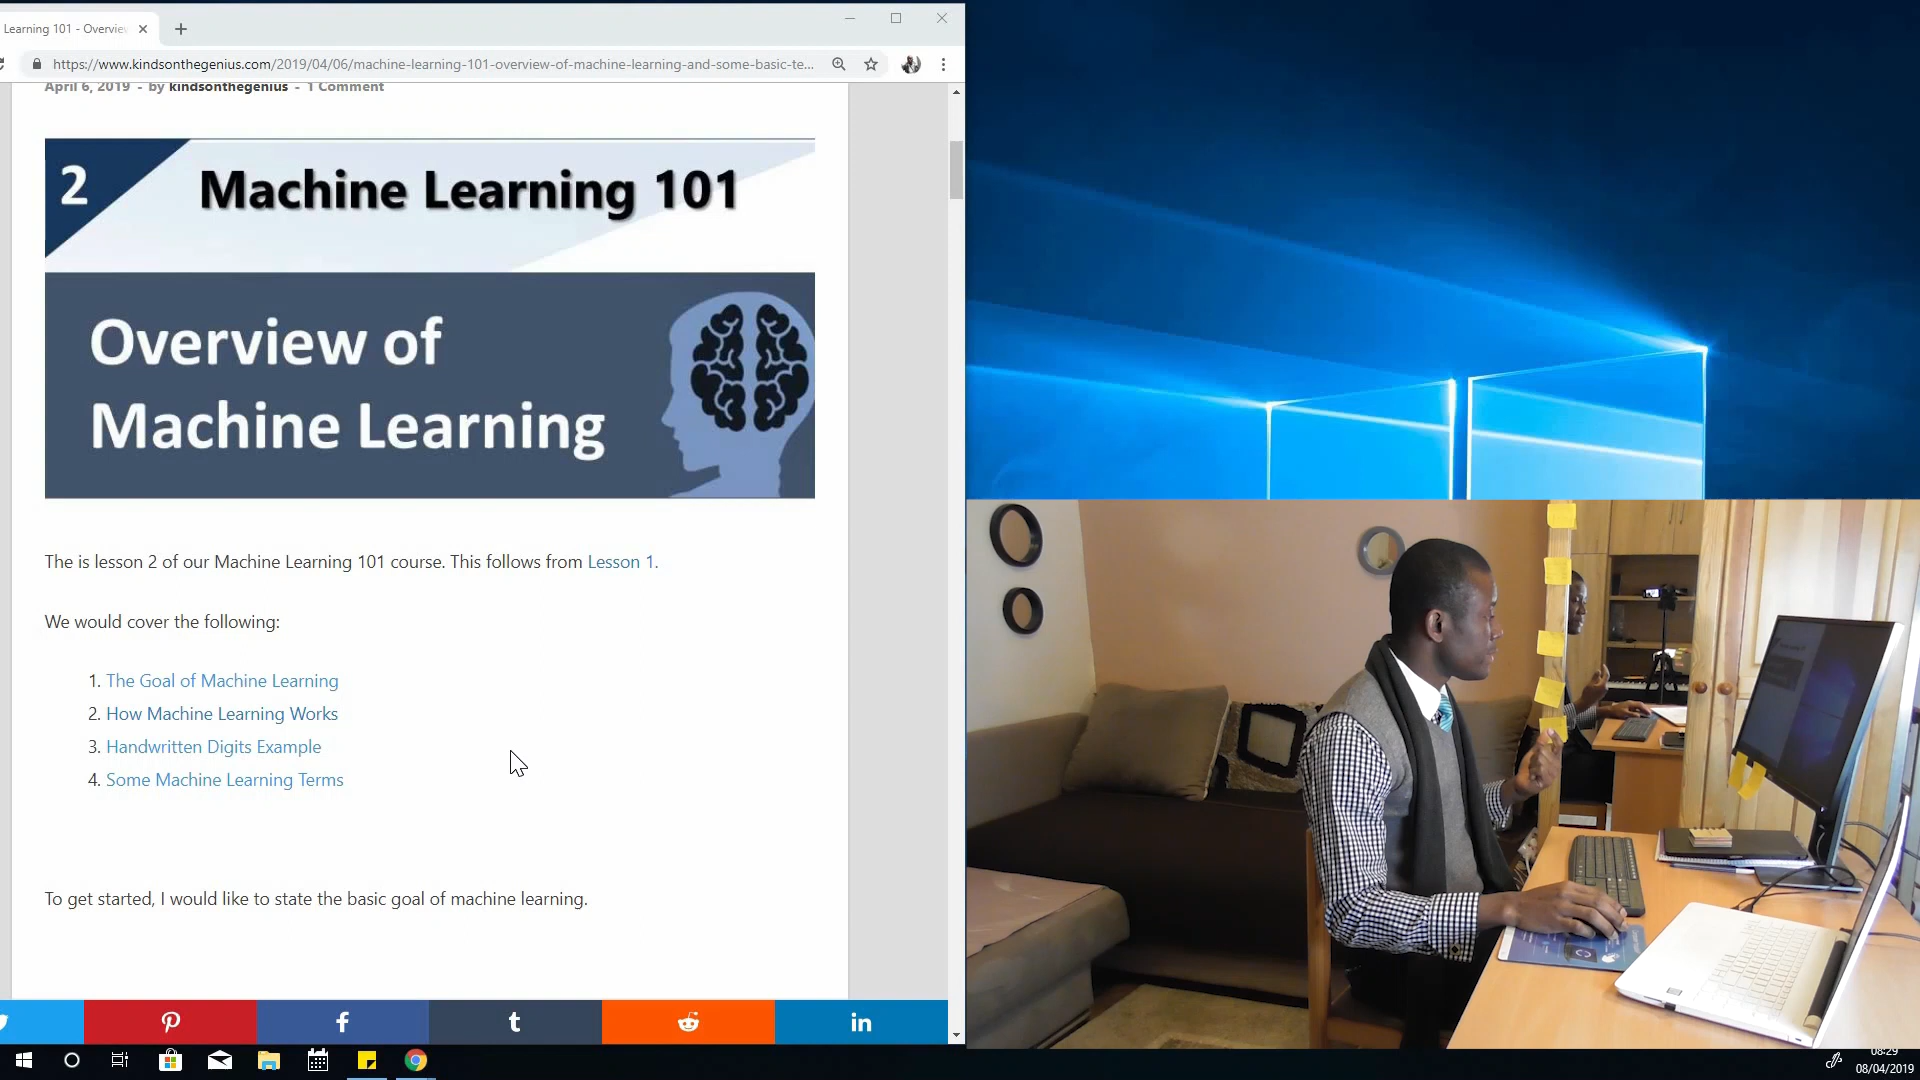 Learning 101 - Overvie
https://www.kindsonthegenius.com/2019/04/06/machine-learning-101-overview-of-machine-learning-and-some-basic-te...
April 6, 2019 - by kindsonthegenius - 1 Comment
2
Machine Learning 101
Overview of
Machine Learning
The is lesson 2 of our Machine Learning 101 course. This follows from Lesson 1.
We would cover the following:
1. The Goal of Machine Learning
2. How Machine Learning Works
3. Handwritten Digits Example
4. Some Machine Learning Terms
To get started, I would like to state the basic goal of machine learning.
f
t
in
08:29
08/04/2019